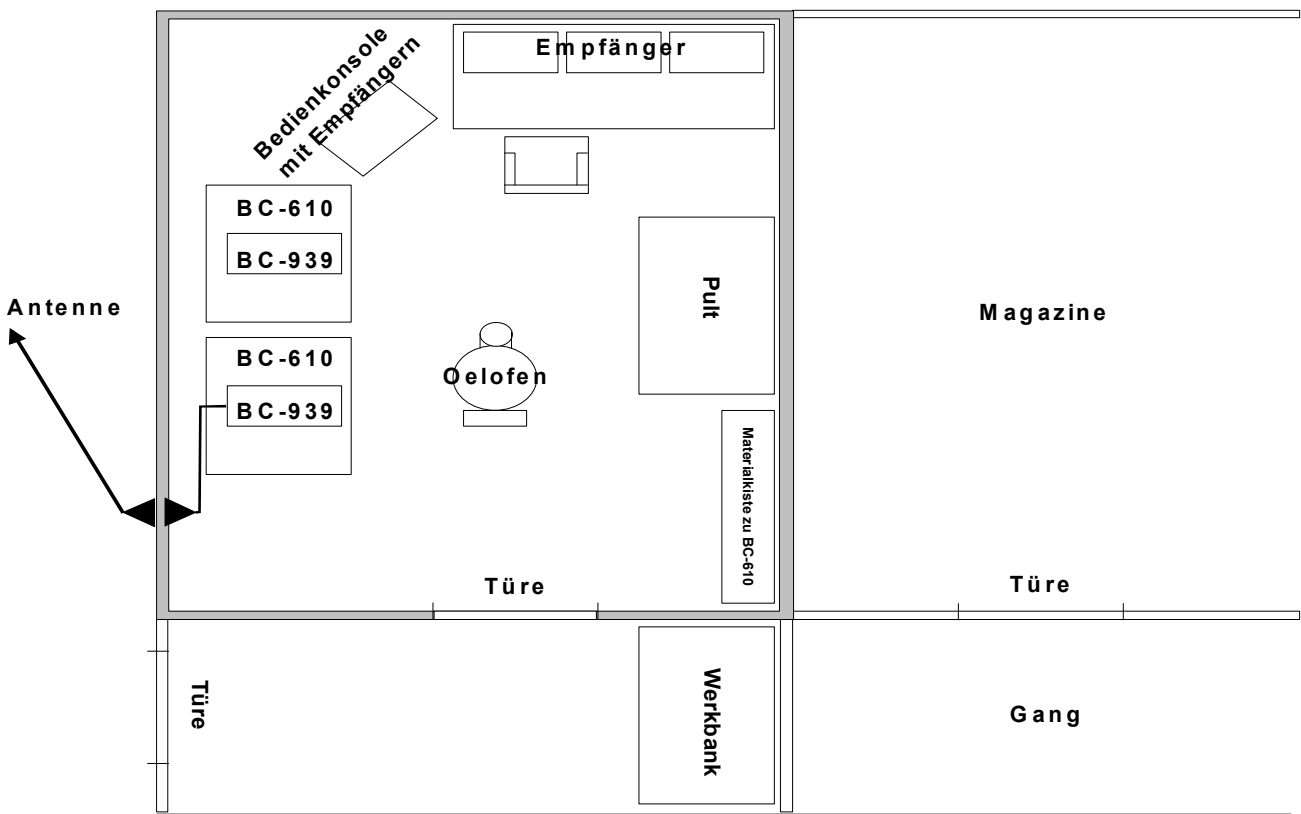 Empfänger
Bedienkonsole
mit Empfängern
BC-610
BC-939
Pult
Antenne
Magazine
BC-610
BC-939
Oelofen
Materialkiste zu BC-610
Türe
Türe
Türe
Werkbank
Gang